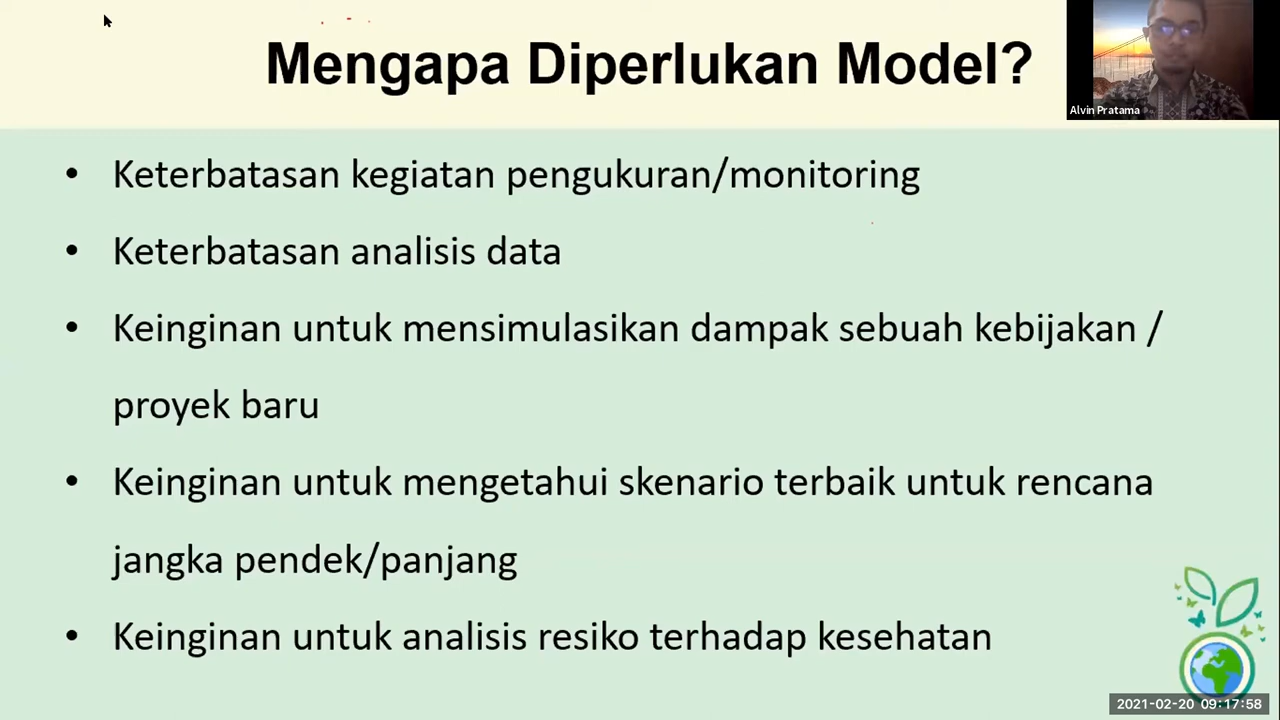 Mengapa Diperlukan Model?
Alvin Pratama
• Keterbatasan kegiatan pengukuran/monitoring
• Keterbatasan analisis data
• Keinginan untuk mensimulasikan dampak sebuah kebijakan /
proyek baru
• Keinginan untuk mengetahui skenario terbaik untuk rencana
jangka pendek/panjang
• Keinginan untuk analisis resiko terhadap kesehatan
2021-02-20 09:17:58